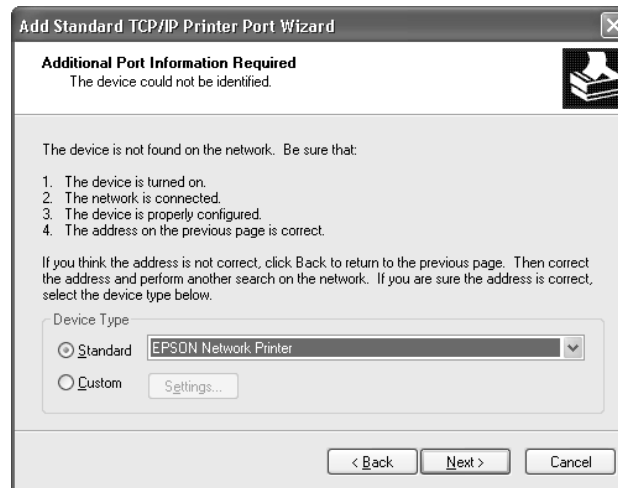 Add Standard TCP/IP Printer Port Wizard
Additional Port Information Required
The device could not be identified.
The device is not found on the network.  Be sure that:
1.  The device is turned on.
2.  The network is connected.
3.  The device is properly configured.
4.  The address on the previous page is correct.
If you think the address is not correct, click Back to return to the previous page.  Then correct
the address and perform another search on the network.  If you are sure the address is correct,
select the device type below.
Device Type
Standard EPSON Network Printer
Custom Settings...
< Back Next > Cancel